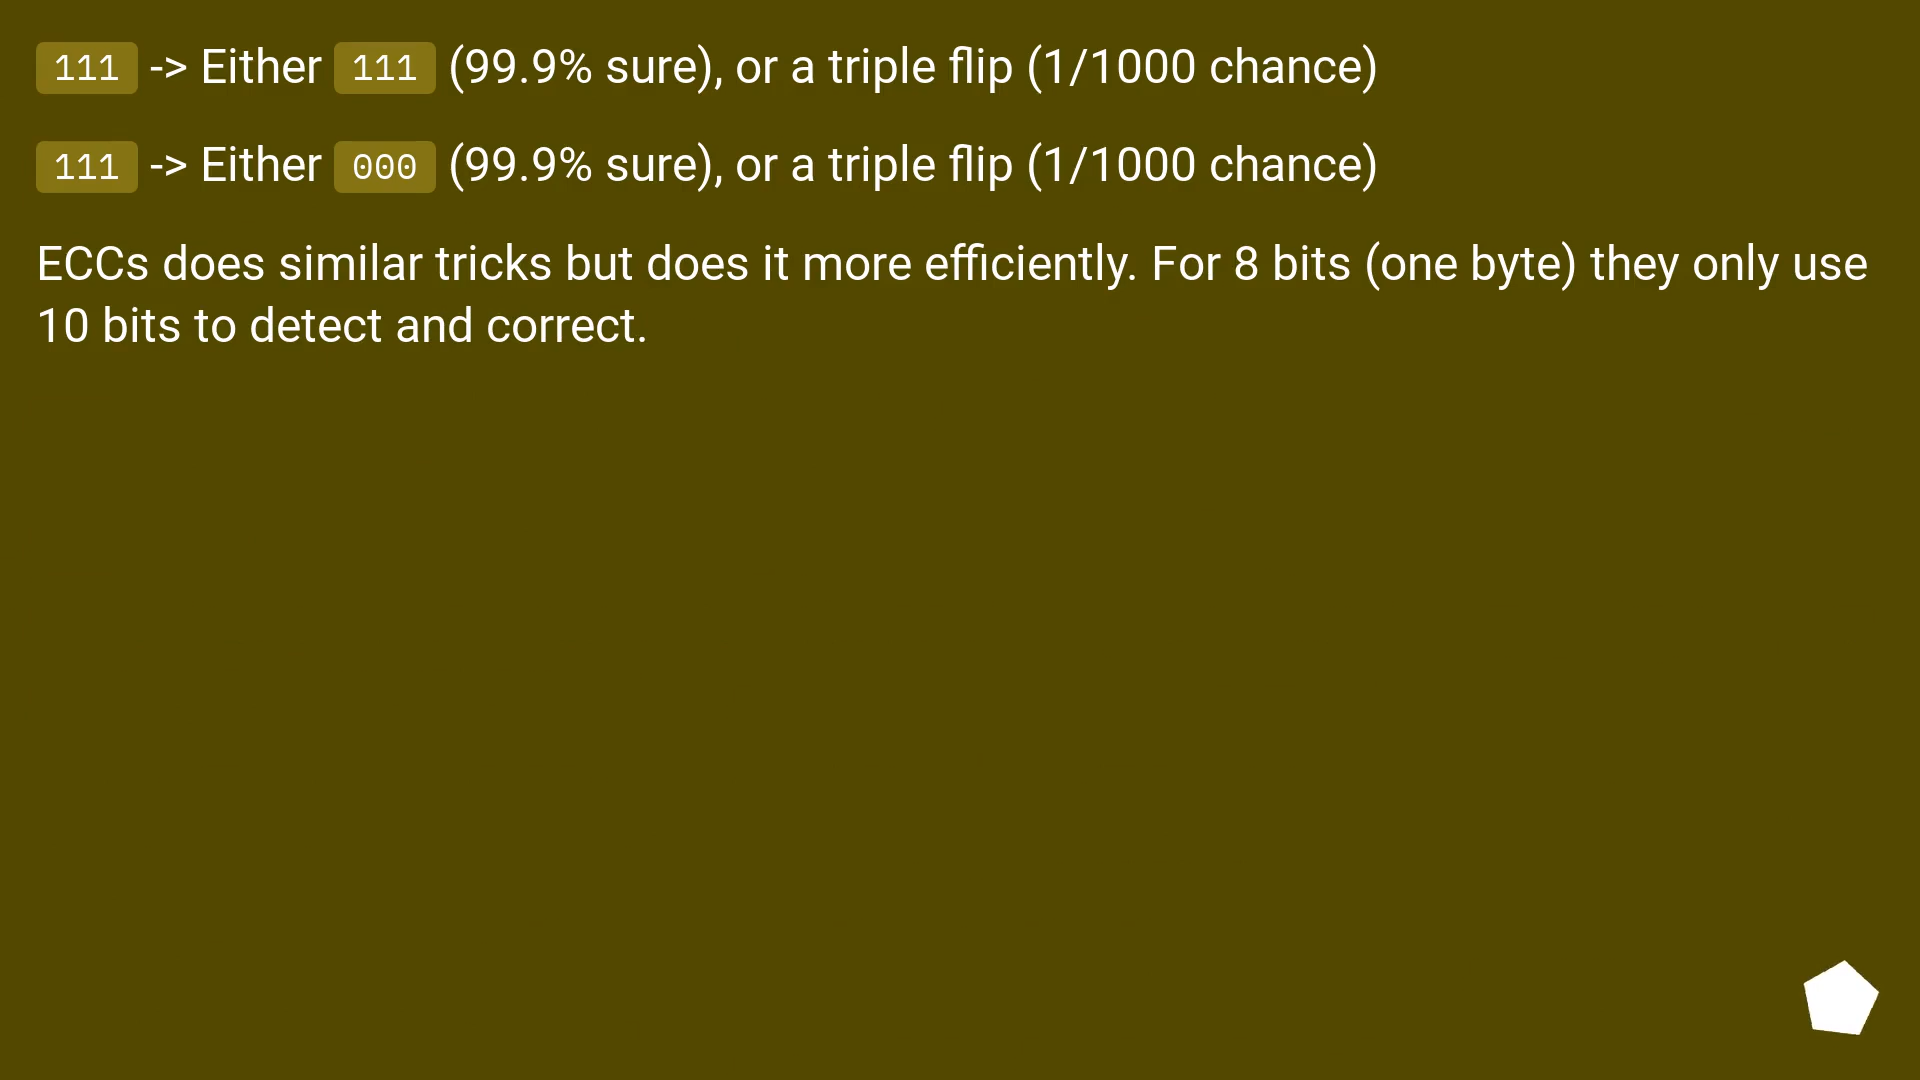 111 -> Either 111 (99.9% sure), or a triple flip (1/1000 chance)
111 -> Either 000 (99.9% sure), or a triple flip (1/1000 chance)
ECCs does similar tricks but does it more efficiently. For 8 bits (one byte) they only use
10 bits to detect and correct.